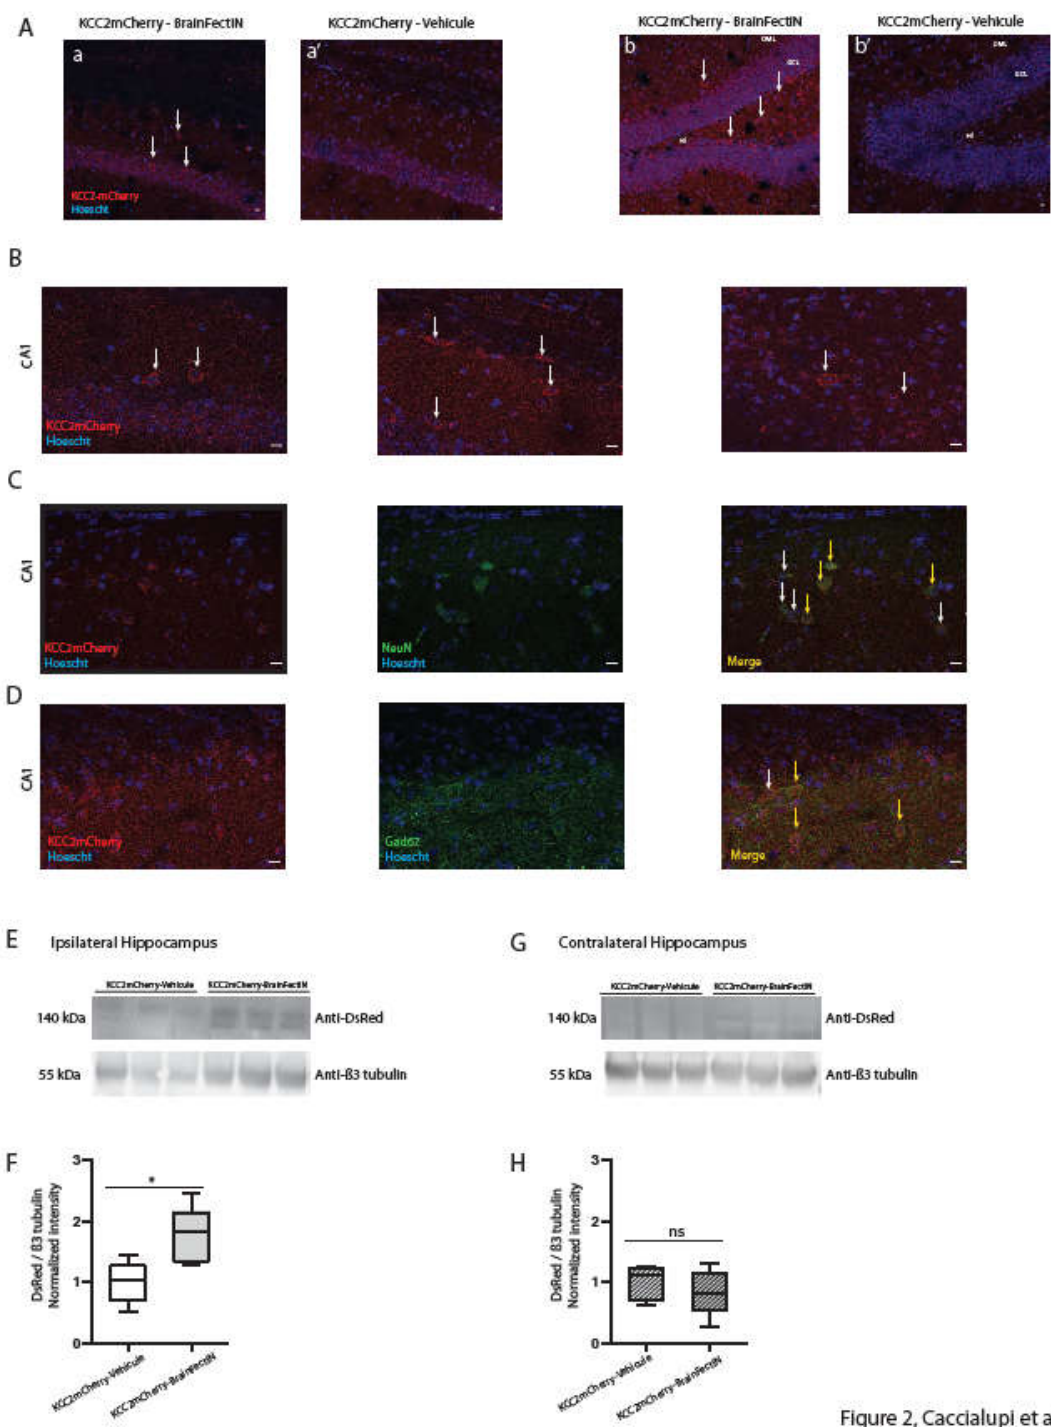 A
KCC2mCherry - BrainFectIN
KCC2mCherry - Vehicule
KCC2mCherry - BrainFectIN
KCC2mCherry - Vehicule
a
a'
b
b'
OML
GCL
OML
GCL
KCC2-mCherry
Hoescht
B
CA1
KCC2mCherry
Hoescht
C
CA1
KCC2mCherry
Hoescht
NeuN
Hoescht
Merge
D
CA1
KCC2mCherry
Hoescht
Gad67
Hoescht
Merge
E Ipsilateral Hippocampus
KCC2mCherry-Vehicule
KCC2mCherry-BrainFectIN
140 kDa
Anti-DsRed
55 kDa
Anti-ß3 tubulin
G Contralateral Hippocampus
KCC2mCherry-Vehicule
KCC2mCherry-BrainFectIN
140 kDa
Anti-DsRed
55 kDa
Anti-ß3 tubulin
F
DsRed / ß3 tubulin
Normalized intensity
3
2
1
0
*
KCC2mCherry-Vehicule
KCC2mCherry-BrainFectIN
H
DsRed / ß3 tubulin
Normalized intensity
3
2
1
0
ns
KCC2mCherry-Vehicule
KCC2mCherry-BrainFectIN
Figure 2, Caccialupi et a